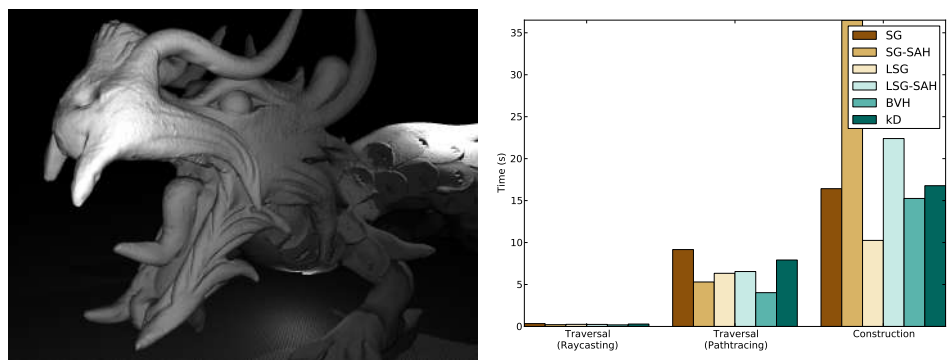 35
30
25
20
15
10
5
0
Time (s)
SG
SG-SAH
LSG
LSG-SAH
BVH
kD
Traversal
(Raycasting)
Traversal
(Pathtracing)
Construction